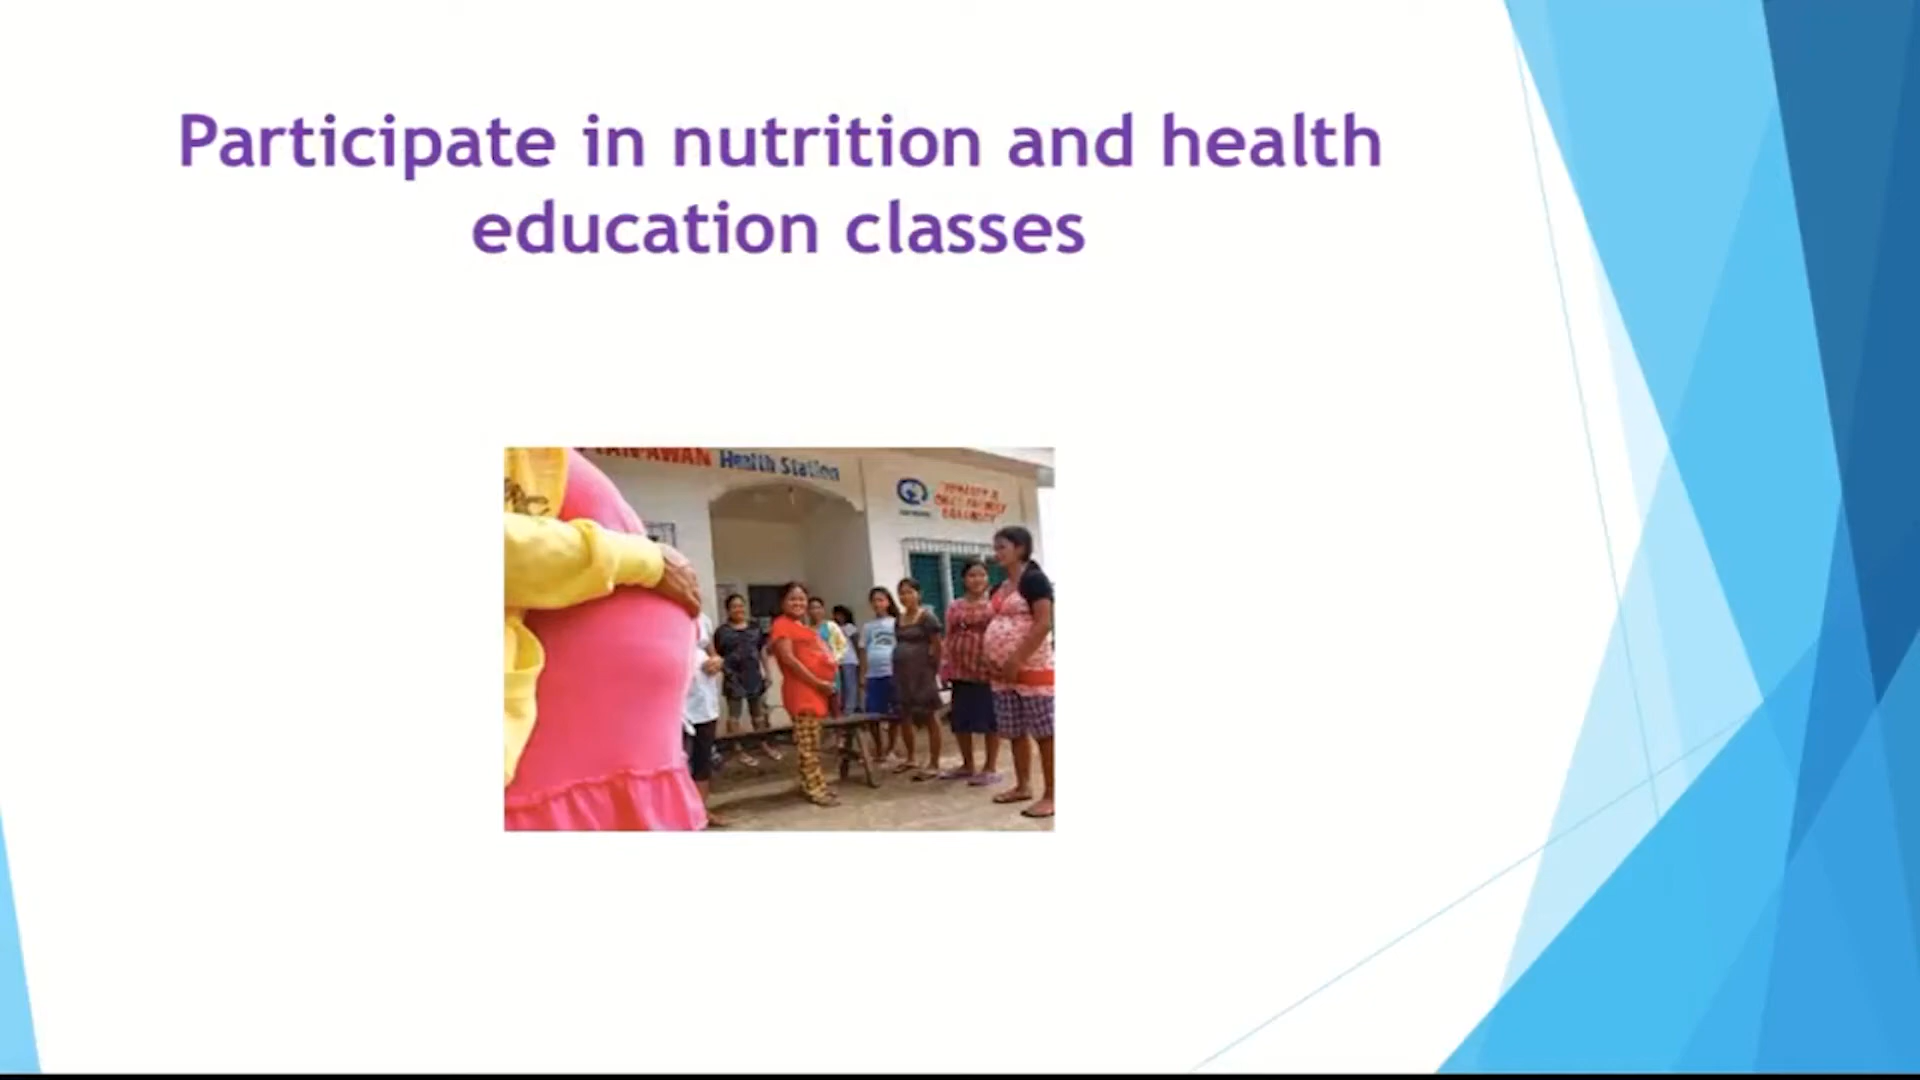 Participate in nutrition and health
education classes
Health Station